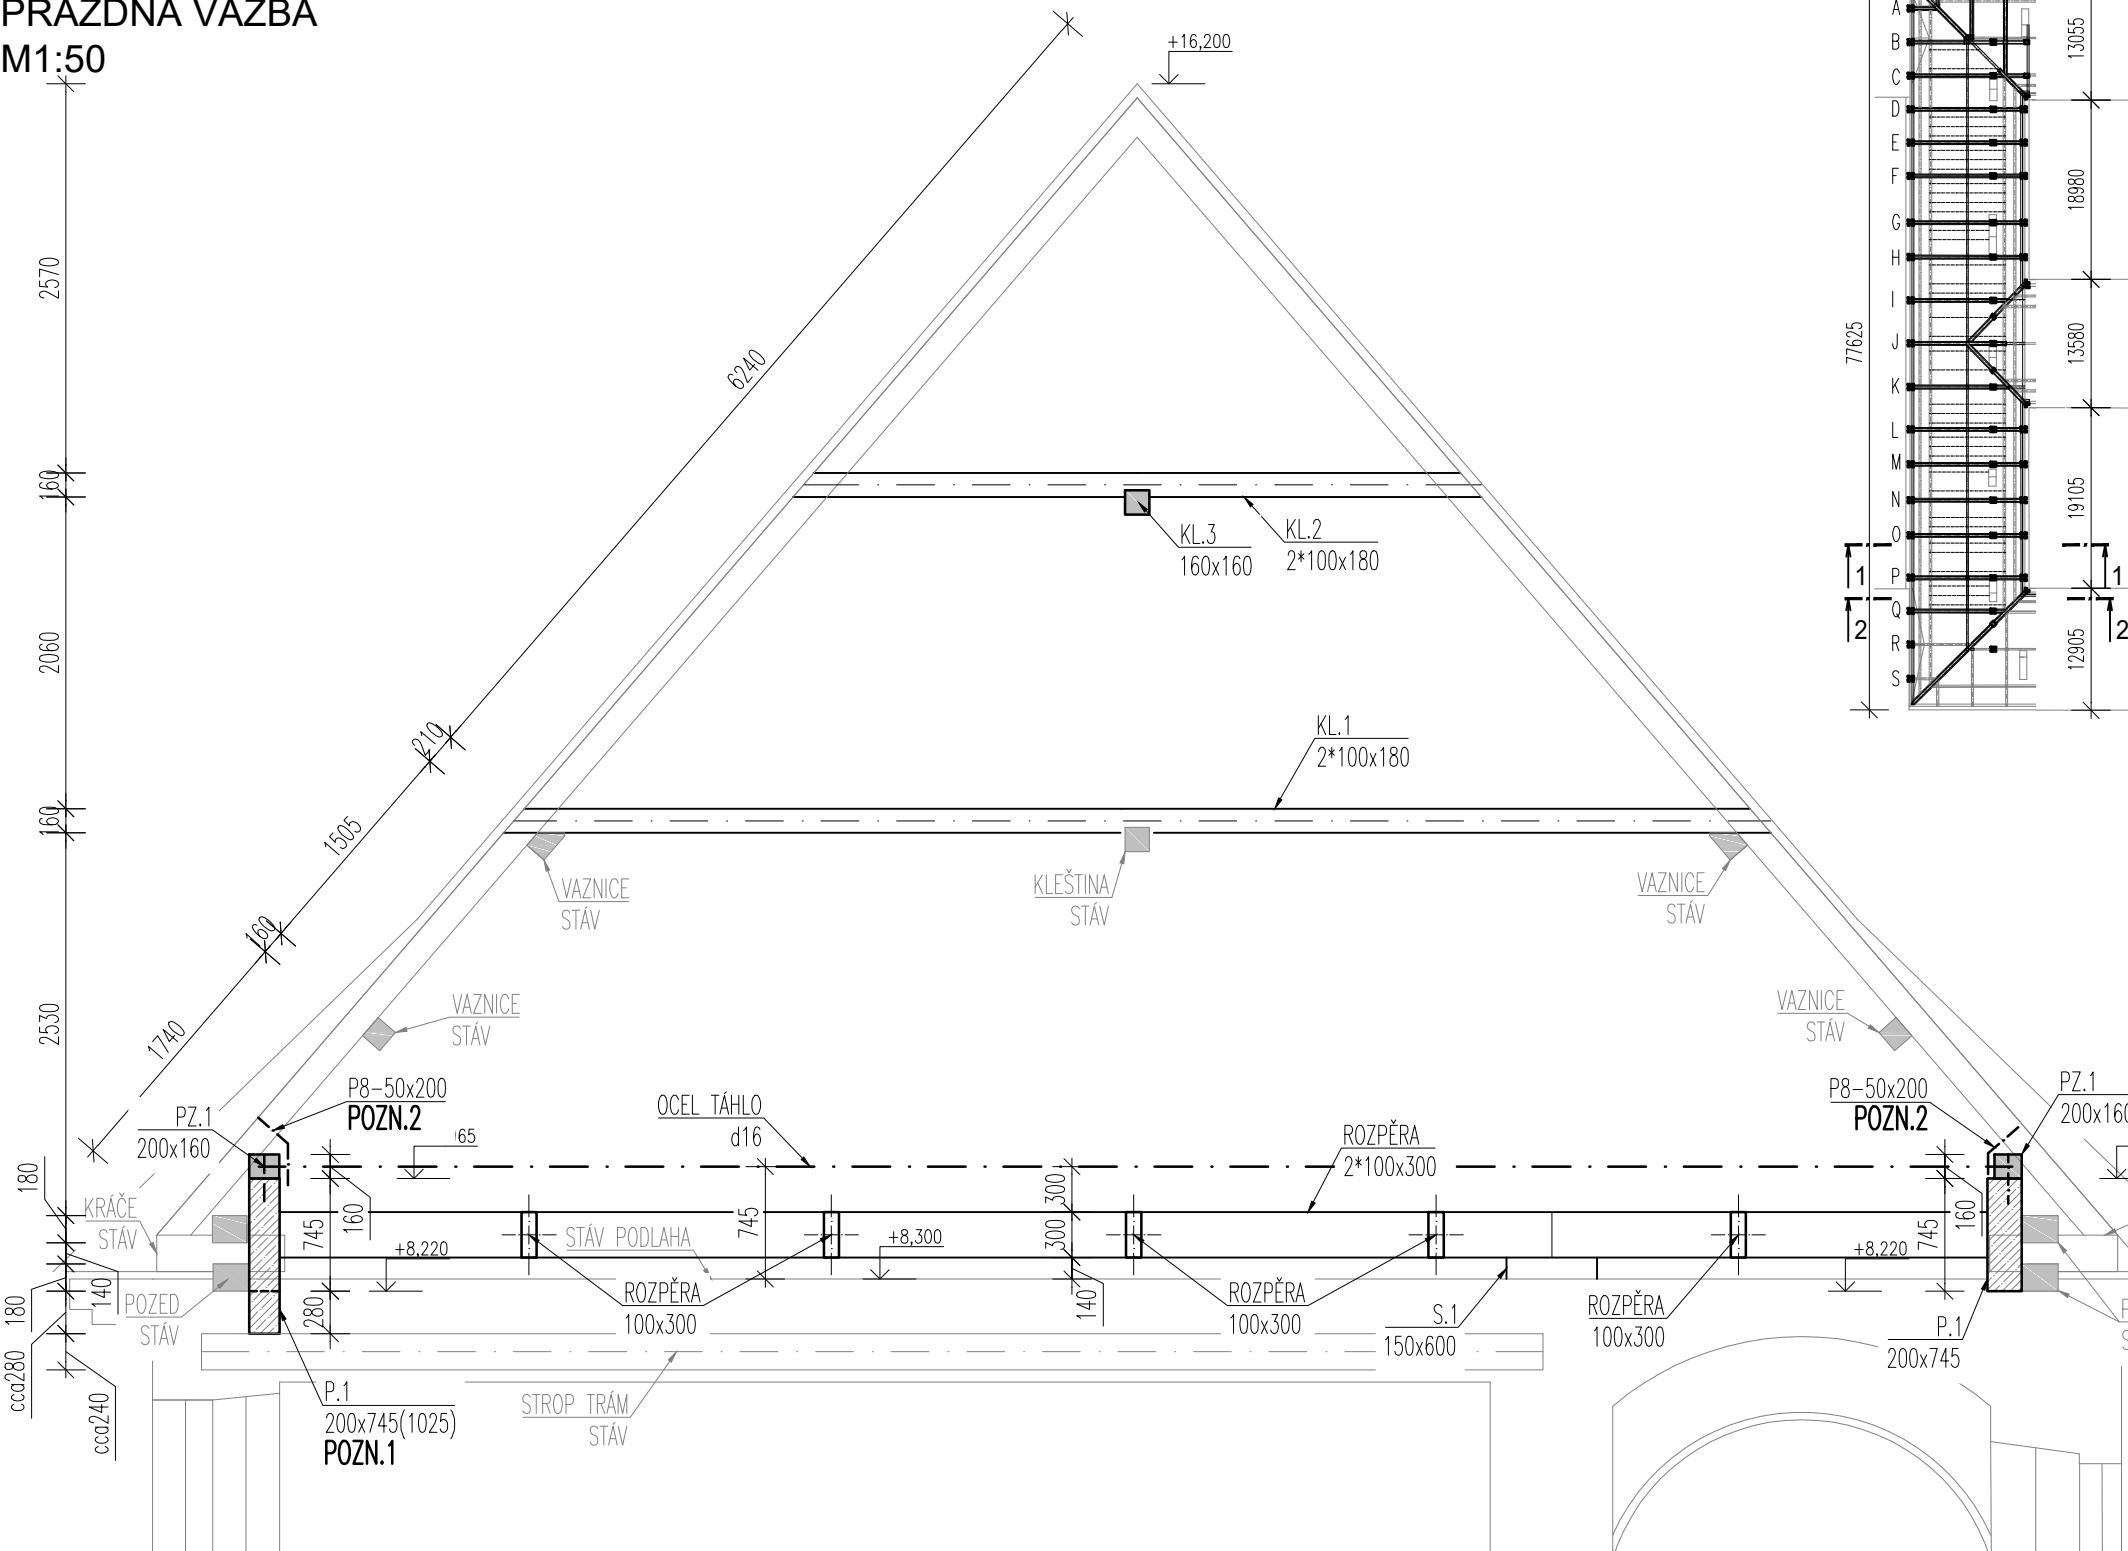 PRÁZDNÁ VAZBA
M1:50
+16,200
6240
2570
160
2060
160
2530
210
1505
160
1740
KL.3
160x160
KL.2
2*100x180
KL.1
2*100x180
VAZNICE
STÁV
KLEŠTINA
STÁV
VAZNICE
STÁV
VAZNICE
STÁV
VAZNICE
STÁV
PZ.1
200x160
P8-50x200
POZN.2
OCEL TÁHLO
d16
ROZPĚRA
2*100x300
P8-50x200
POZN.2
PZ.1
65
180
KRÁČE
STÁV
745
160
STÁV PODLAHA
745
300
300
140
+8,220
+8,300
+8,220
745
160
180
140
POZED
STÁV
280
ROZPĚRA
100x300
ROZPĚRA
100x300
S.1
150x600
ROZPĚRA
100x300
P.1
200x745
cca280
cca240
P.1
200x745(1025)
POZN.1
STROP TRÁM
STÁV
A
B
C
D
E
F
G
H
I
J
K
L
M
N
O
P
Q
R
S
77625
13055
18980
13580
19105
12905
1
1
2
2